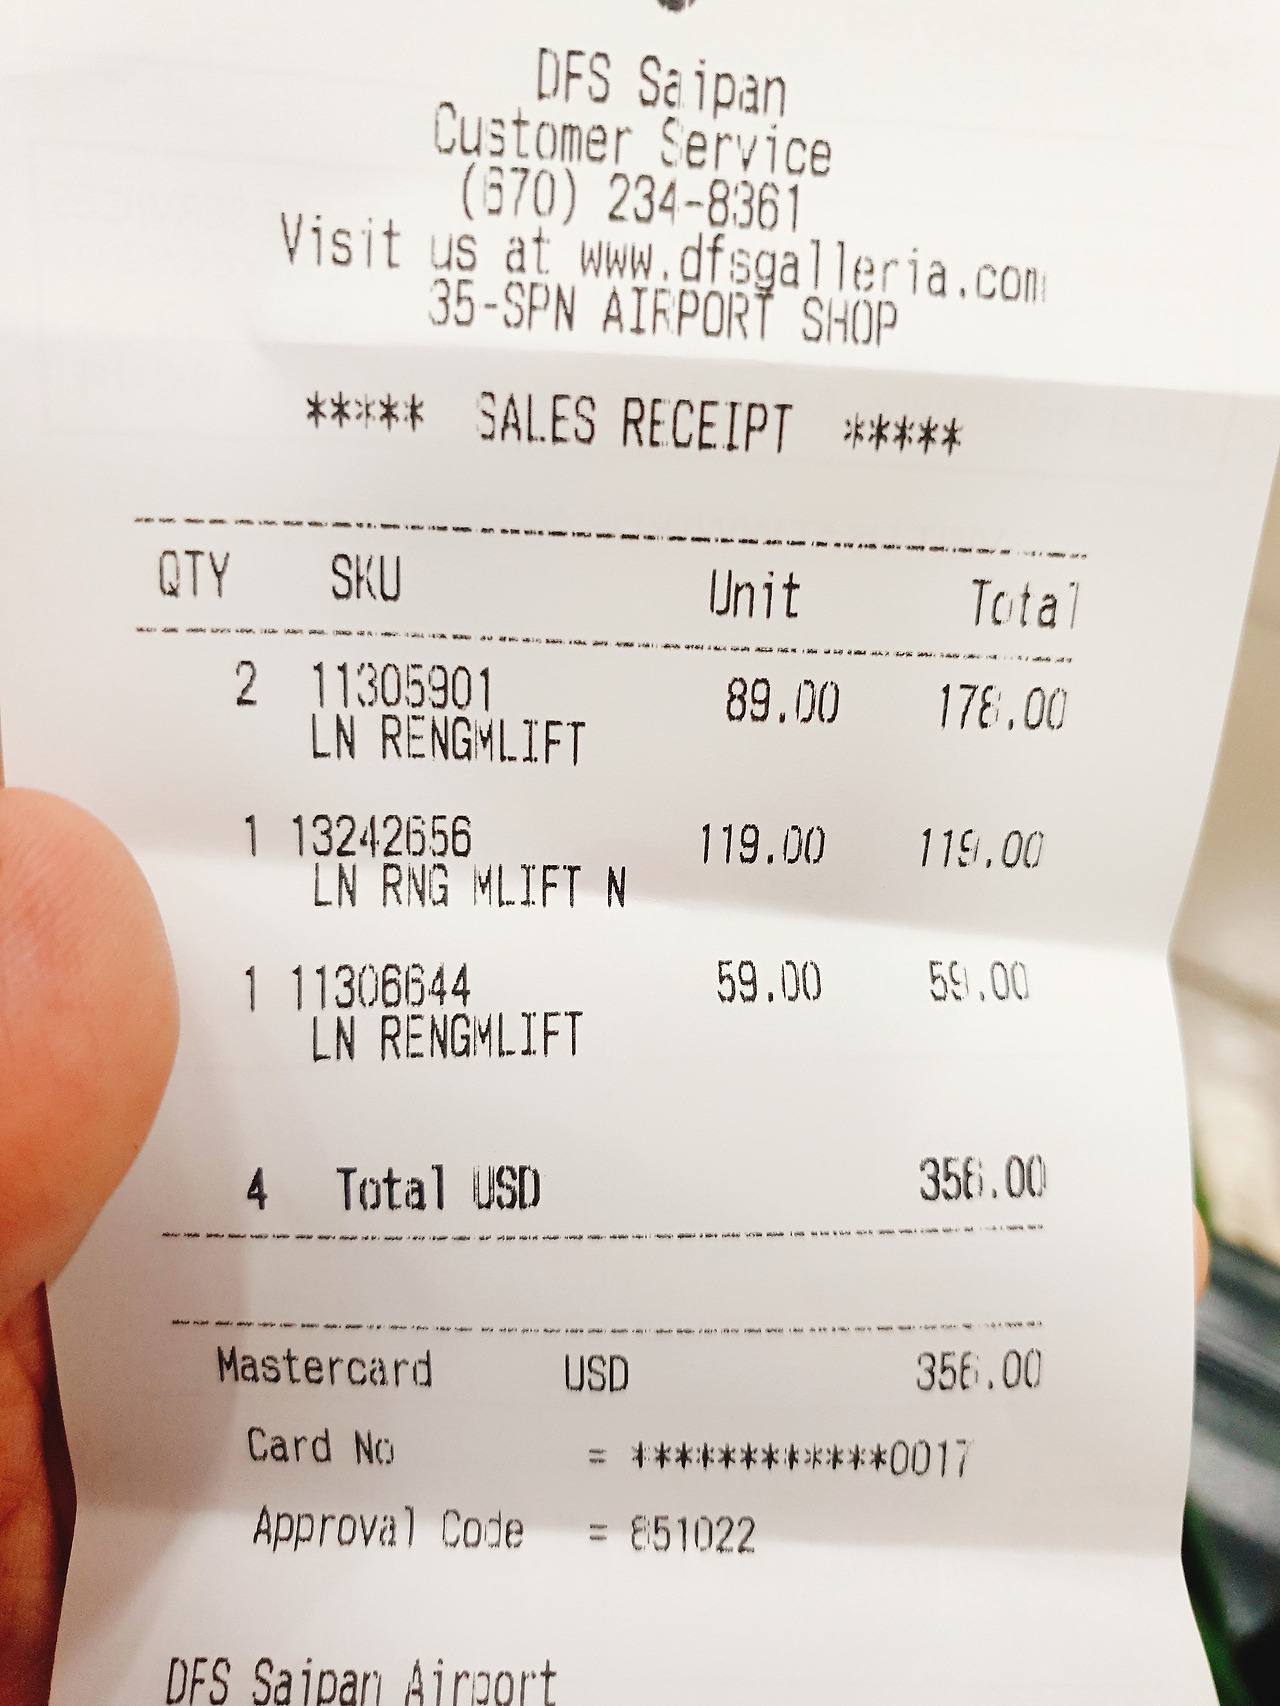 DFS Saipan
Customer Service
(670) 234-8361
Visit us at www.dfsgalleria.com
35-SPN AIRPORT SHOP
***** SALES RECEIPT *****
QTY SKU Unit Total
2 11305901 89.00 178.00
LN RENGMLIFT
1 13242656 119.00 119.00
LN RNG MLIFT N
1 11306644 59.00 59.00
LN RENGMLIFT
4 Total USD 356.00
Mastercard USD 356.00
Card No = ************0017
Approval Code = 851022
DFS Saipan Airport